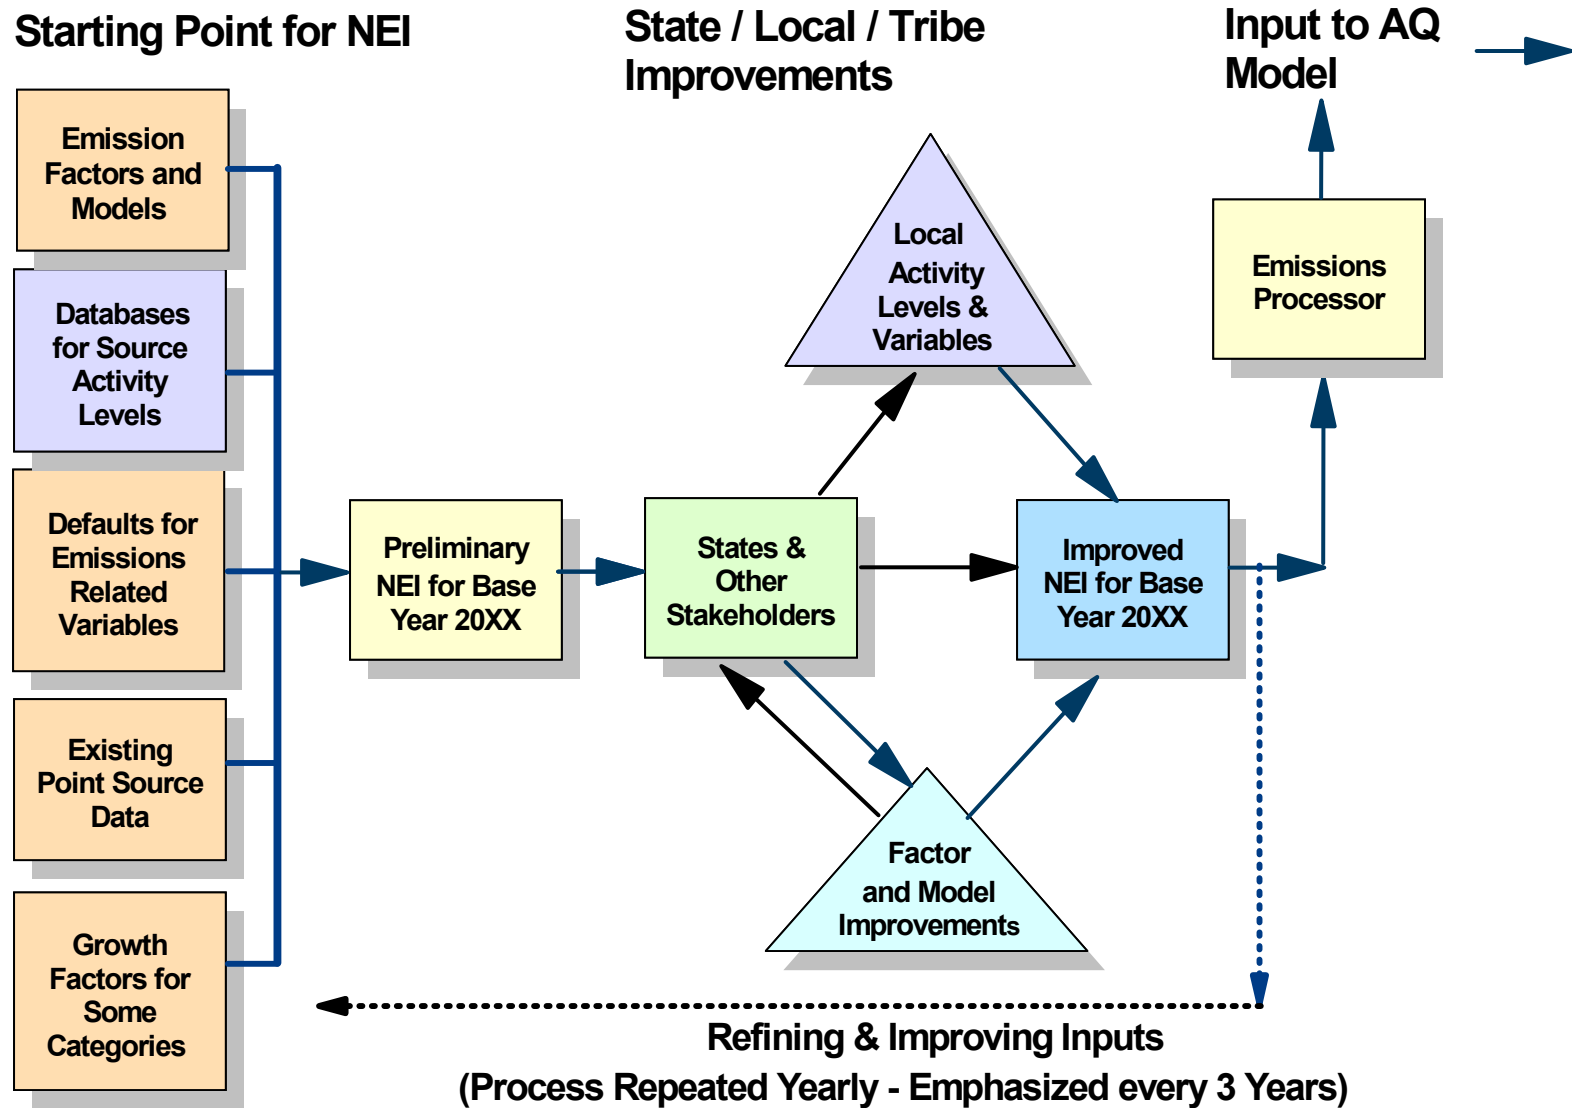 Starting Point for NEI
State / Local / Tribe
Improvements
Input to AQ
Model
Emission
Factors and
Models
Databases
for Source
Activity
Levels
Defaults for
Emissions
Related
Variables
Existing
Point Source
Data
Growth
Factors for
Some
Categories
Preliminary
NEI for Base
Year 20XX
States &
Other
Stakeholders
Local
Activity
Levels &
Variables
Factor
and Model
Improvements
Improved
NEI for Base
Year 20XX
Emissions
Processor
Refining & Improving Inputs
(Process Repeated Yearly - Emphasized every 3 Years)